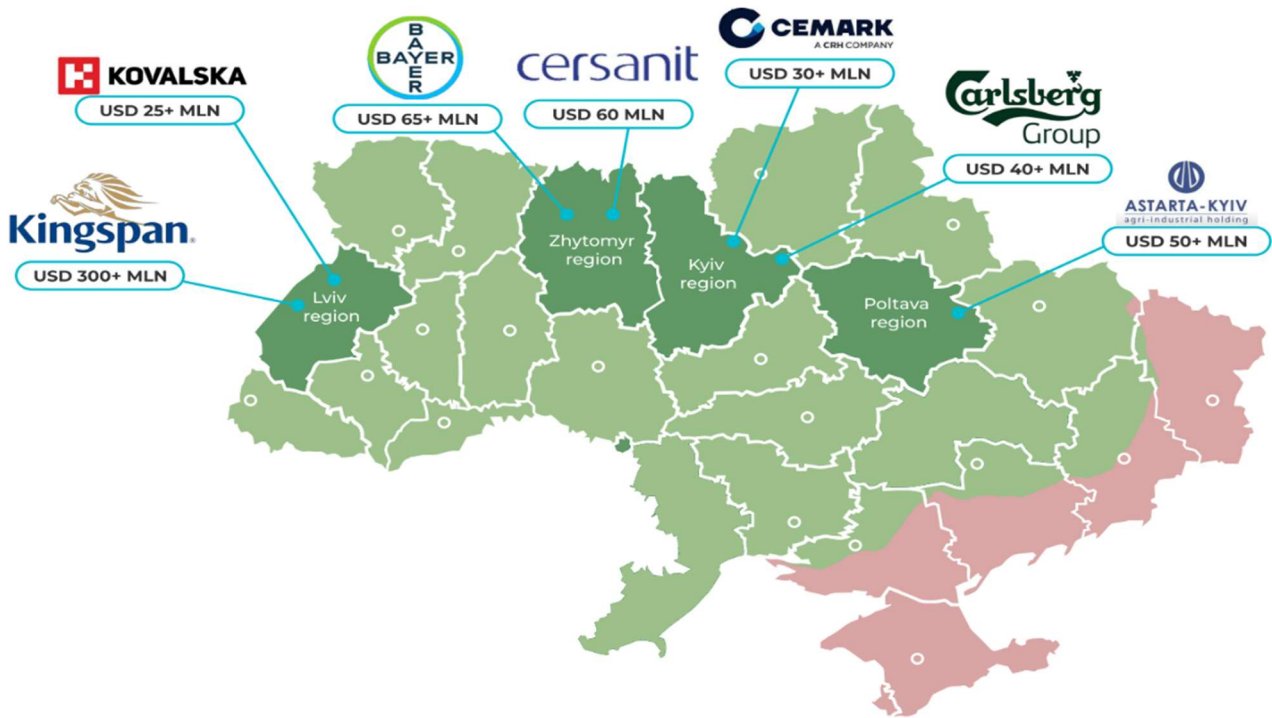 CEMARK
A CRH COMPANY
USD 30+ MLN
BAYER
BAYER
USD 65+ MLN
cersanit
USD 60 MLN
KOVALSKA
USD 25+ MLN
Carlsberg
Group
USD 40+ MLN
Kingspan®
USD 300+ MLN
ASTARTA-KYIV
agri-industrial holding
USD 50+ MLN
Zhytomyr
region
Kyiv
region
Lviv
region
Poltava
region